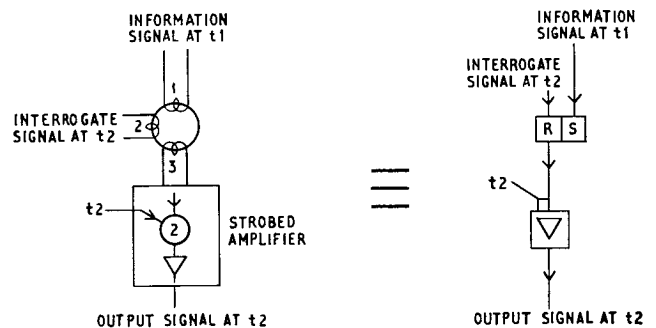 INFORMATION
SIGNAL AT t1
1
INTERROGATE
SIGNAL AT t2
2
3
t2
2
STROBED
AMPLIFIER
OUTPUT SIGNAL AT t2
INFORMATION
SIGNAL AT t1
INTERROGATE
SIGNAL AT
t2
R S
t2
OUTPUT SIGNAL AT t2